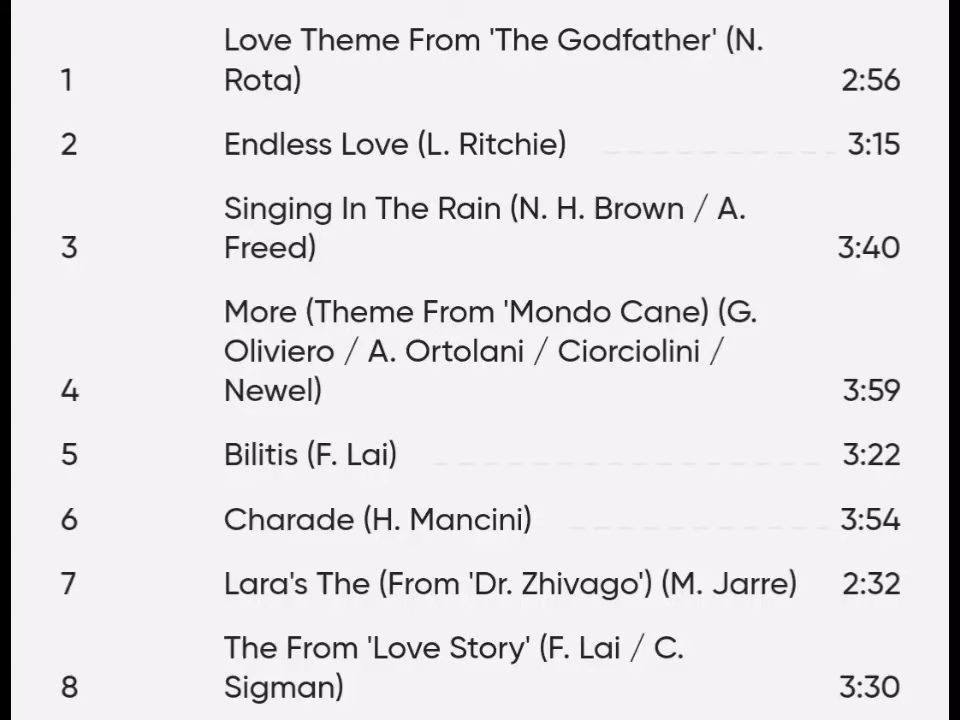 Love Theme From 'The Godfather' (N.
1 Rota) 2:56
2 Endless Love (L. Ritchie) 3:15
Singing In The Rain (N. H. Brown / A.
3 Freed) 3:40
More (Theme From 'Mondo Cane) (G.
Oliviero / A. Ortolani / Ciorciolini /
4 Newel) 3:59
5 Bilitis (F. Lai) 3:22
6 Charade (H. Mancini) 3:54
7 Lara's The (From 'Dr. Zhivago') (M. Jarre) 2:32
The From 'Love Story' (F. Lai / C.
8 Sigman) 3:30